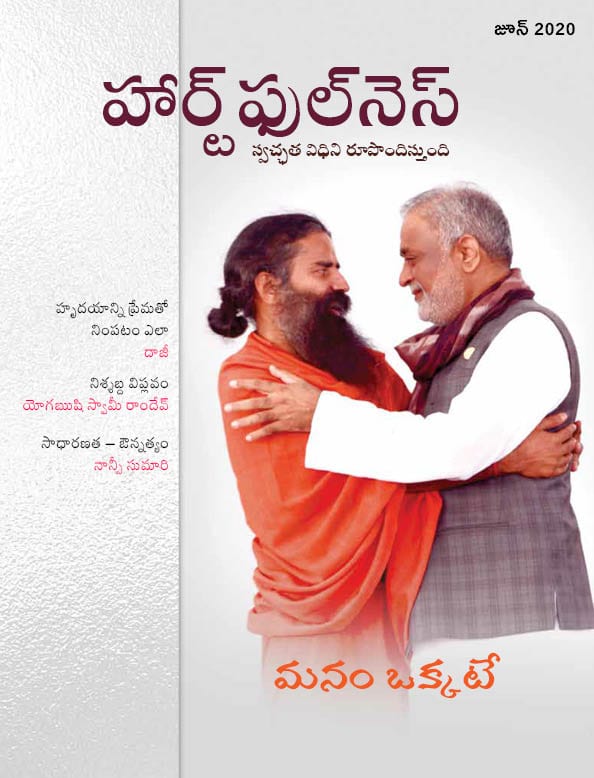 జూన్ 2020
హార్ట్ ఫుల్‌నెస్
స్వచ్ఛత విధిని రూపొందిస్తుంది
హృదయాన్ని ప్రేమతో
నింపటం ఎలా
దాజీ
నిశ్శబ్ద విప్లవం
యోగఋషి స్వామీ రాందేవ్
సాధారణత – ఔన్నత్యం
నాన్సీ సుమారి
మనం ఒక్కటే